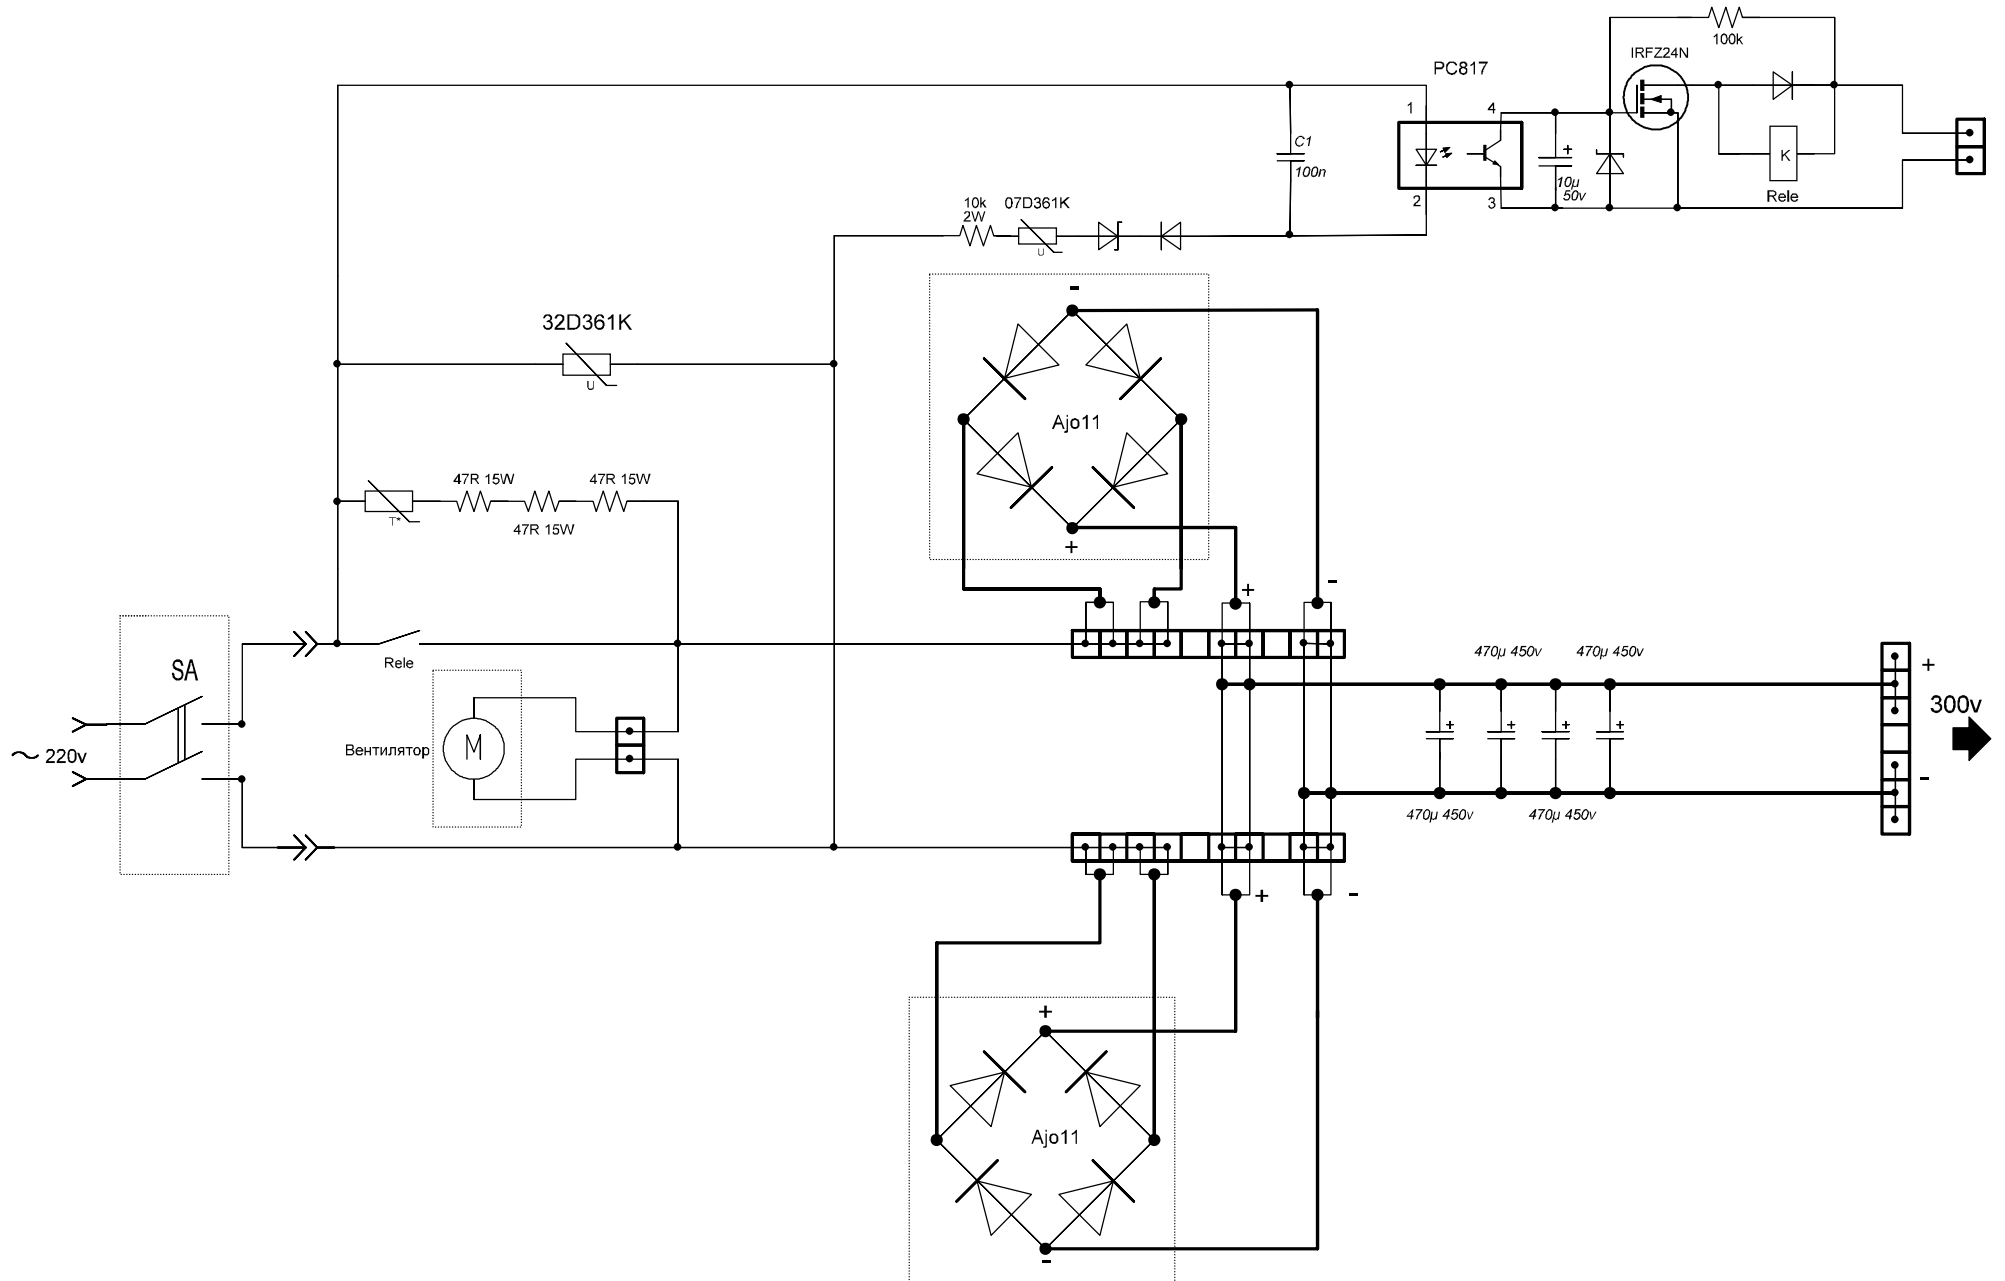 100k
IRFZ24N
PC817
1
4
C1
100n
+
K
10µ
50v
Rele
2
3
10k
2W
07D361K
U
-
32D361K
U
Ajo11
47R 15W
47R 15W
T*
47R 15W
+
+
-
SA
Rele
470µ 450v
470µ 450v
+
300v
+
+
+
+
M
Вентилятор
~ 220v
-
470µ 450v
470µ 450v
+
-
+
Ajo11
-